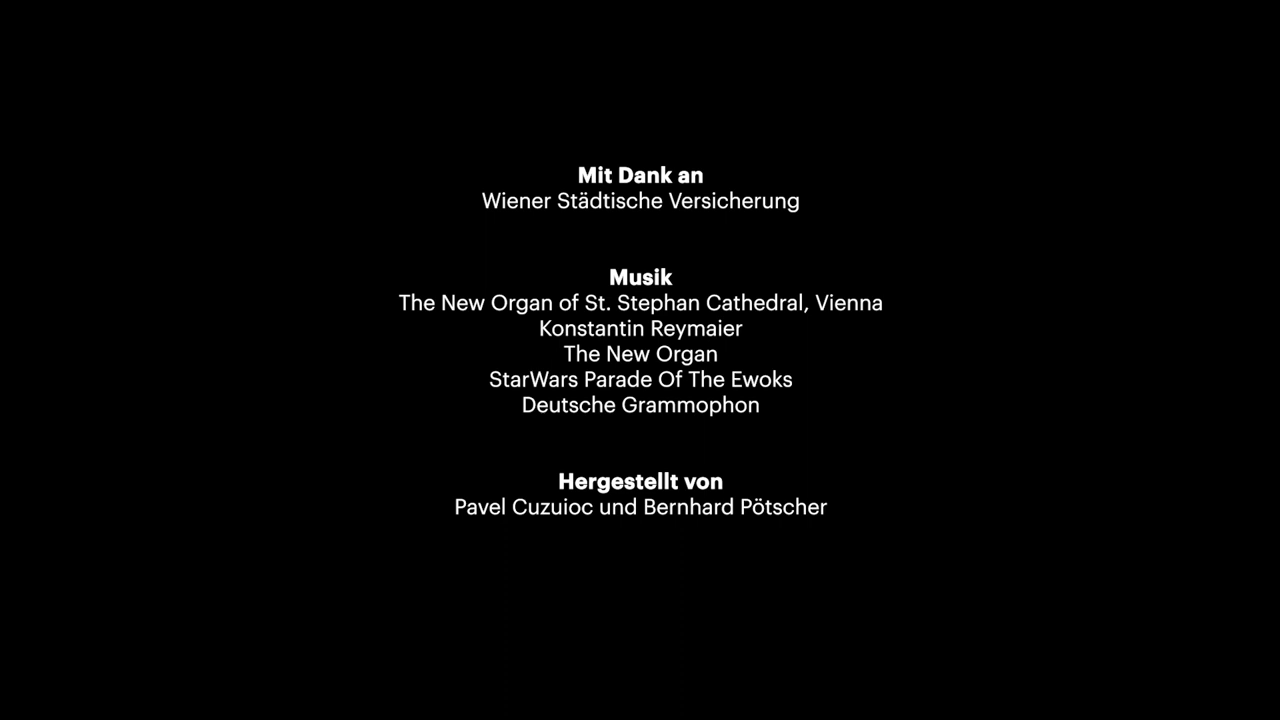 Mit Dank an
Wiener Städtische Versicherung
Musik
The New Organ of St. Stephan Cathedral, Vienna
Konstantin Reymaier
The New Organ
StarWars Parade Of The Ewoks
Deutsche Grammophon
Hergestellt von
Pavel Cuzuioc und Bernhard Pötscher